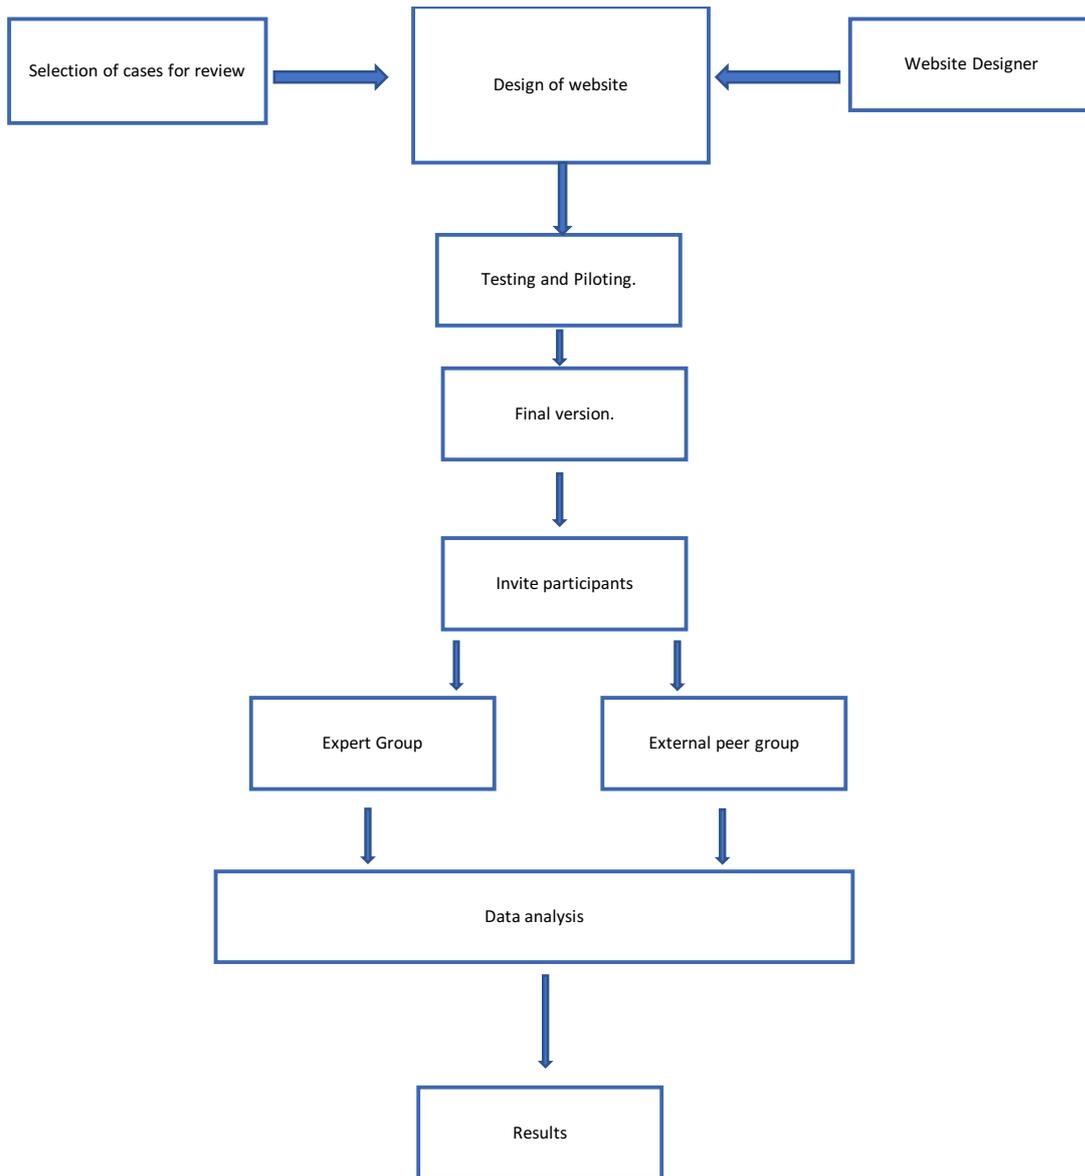 Selection of cases for review
Design of website
Website Designer
Testing and Piloting.
Final version.
Invite participants
Expert Group
External peer group
Data analysis
Results